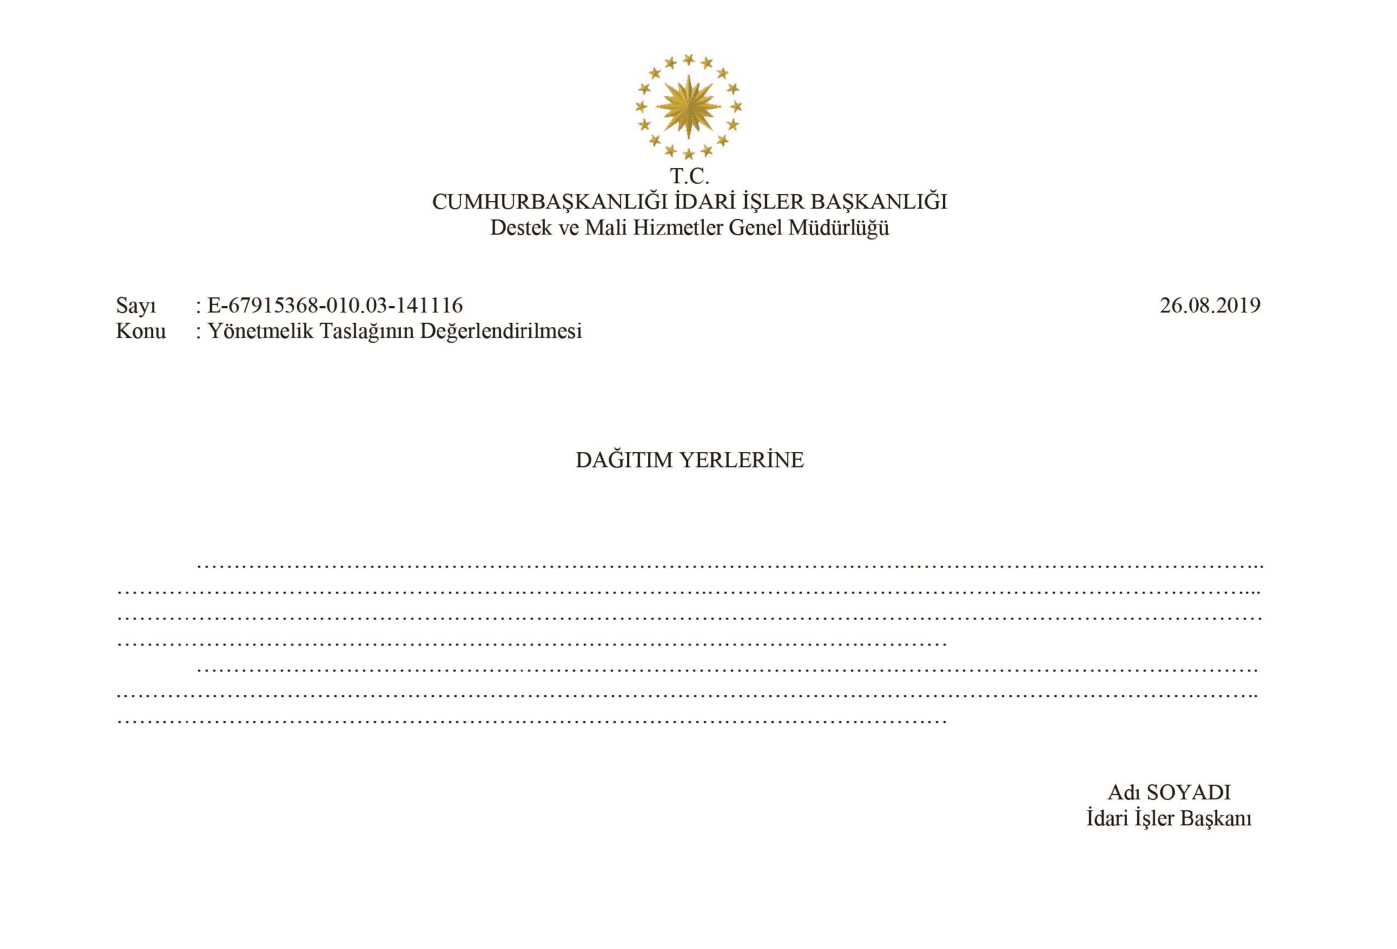 T.C.
CUMHURBAŞKANLIĞI İDARİ İŞLER BAŞKANLIĞI
Destek ve Mali Hizmetler Genel Müdürlüğü
Sayı : E-67915368-010.03-141116 26.08.2019
Konu : Yönetmelik Taslağının Değerlendirilmesi
DAĞITIM YERLERİNE
Adı SOYADI
İdari İşler Başkanı